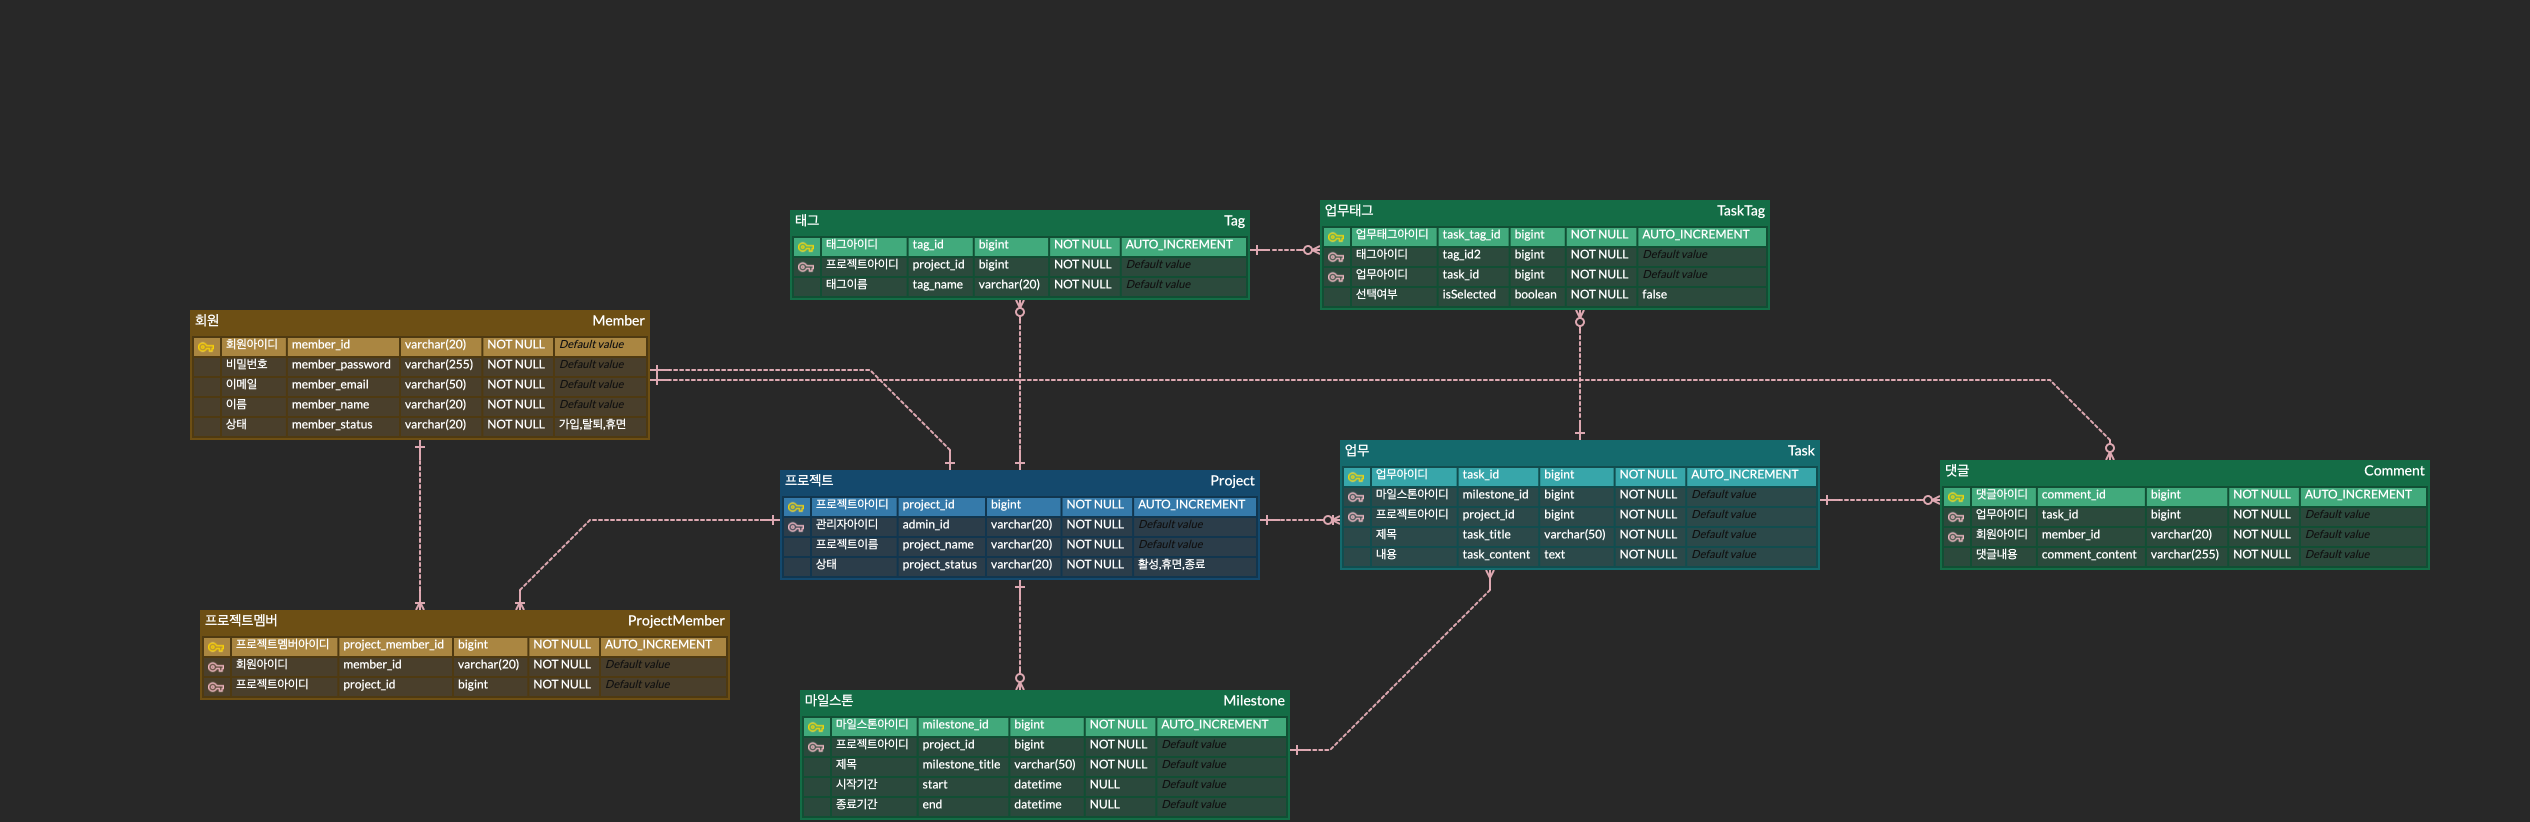 태그 Tag
태그아이디 tag_id bigint NOT NULL AUTO_INCREMENT
프로젝트아이디 project_id bigint NOT NULL Default value
태그이름 tag_name varchar(20) NOT NULL Default value
업무태그 TaskTag
업무태그아이디 task_tag_id bigint NOT NULL AUTO_INCREMENT
태그아이디 tag_id2 bigint NOT NULL Default value
업무아이디 task_id bigint NOT NULL Default value
선택여부 isSelected boolean NOT NULL false
회원 Member
회원아이디 member_id varchar(20) NOT NULL Default value
비밀번호 member_password varchar(255) NOT NULL Default value
이메일 member_email varchar(50) NOT NULL Default value
이름 member_name varchar(20) NOT NULL Default value
상태 member_status varchar(20) NOT NULL 가입,탈퇴,휴면
프로젝트 Project
프로젝트아이디 project_id bigint NOT NULL AUTO_INCREMENT
관리자아이디 admin_id varchar(20) NOT NULL Default value
프로젝트이름 project_name varchar(20) NOT NULL Default value
상태 project_status varchar(20) NOT NULL 활성,휴면,종료
업무 Task
업무아이디 task_id bigint NOT NULL AUTO_INCREMENT
마일스톤아이디 milestone_id bigint NOT NULL Default value
프로젝트아이디 project_id bigint NOT NULL Default value
제목 task_title varchar(50) NOT NULL Default value
내용 task_content text NOT NULL Default value
댓글 Comment
댓글아이디 comment_id bigint NOT NULL AUTO_INCREMENT
업무아이디 task_id bigint NOT NULL Default value
회원아이디 member_id varchar(20) NOT NULL Default value
댓글내용 comment_content varchar(255) NOT NULL Default value
프로젝트멤버 ProjectMember
프로젝트멤버아이디 project_member_id bigint NOT NULL AUTO_INCREMENT
회원아이디 member_id varchar(20) NOT NULL Default value
프로젝트아이디 project_id bigint NOT NULL Default value
마일스톤 Milestone
마일스톤아이디 milestone_id bigint NOT NULL AUTO_INCREMENT
프로젝트아이디 project_id bigint NOT NULL Default value
제목 milestone_title varchar(50) NOT NULL Default value
시작기간 start datetime NULL Default value
종료기간 end datetime NULL Default value